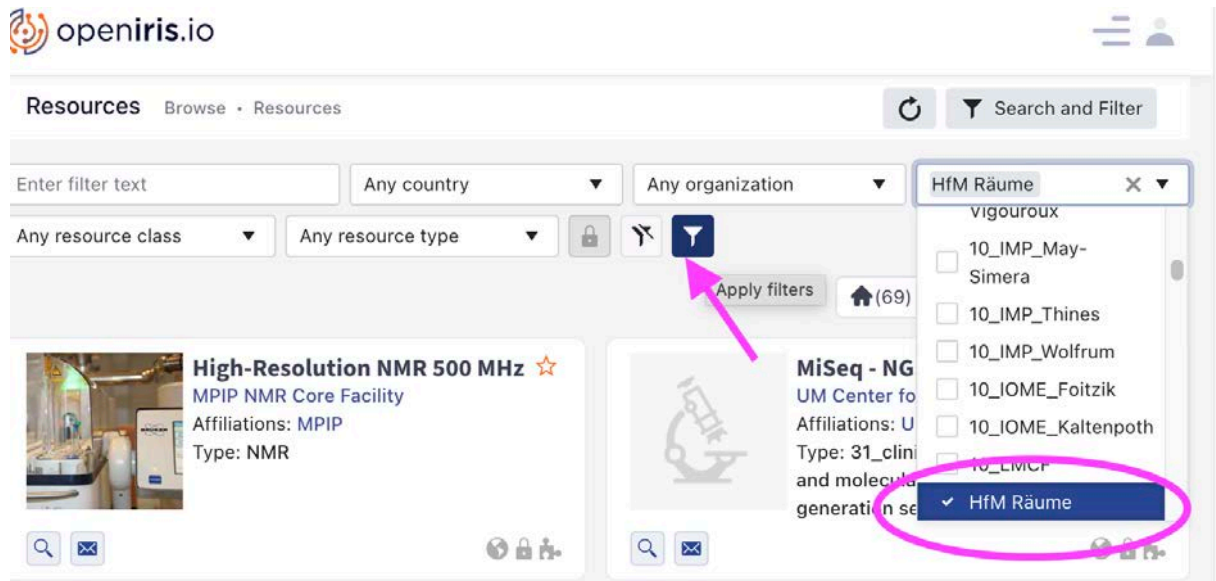 openiris.io
Resources Browse • Resources
Search and Filter
Enter filter text
Any country
Any organization
HfM Räume
Any resource class
Any resource type
Vigouroux
10_IMP_May-
Simera
10_IMP_Thines
10_IMP_Wolfrum
10_IOME_Foitzik
10_IOME_Kaltenpoth
10_LMCF
HfM Räume
Apply filters
(69)
High-Resolution NMR 500 MHz
MPIP NMR Core Facility
Affiliations: MPIP
Type: NMR
MiSeq - NG
UM Center fo
Affiliations: U
Type: 31_clini
and molecula
generation se